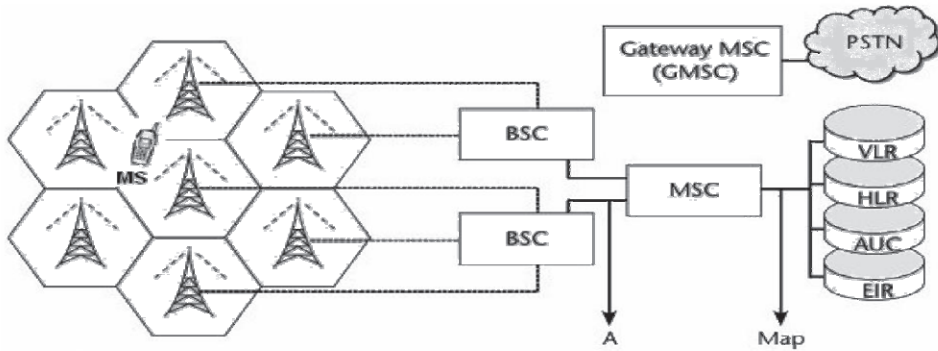 Gateway MSC
(GMSC)
PSTN
BSC
MS
MSC
BSC
VLR
HLR
AUC
EIR
A
Map